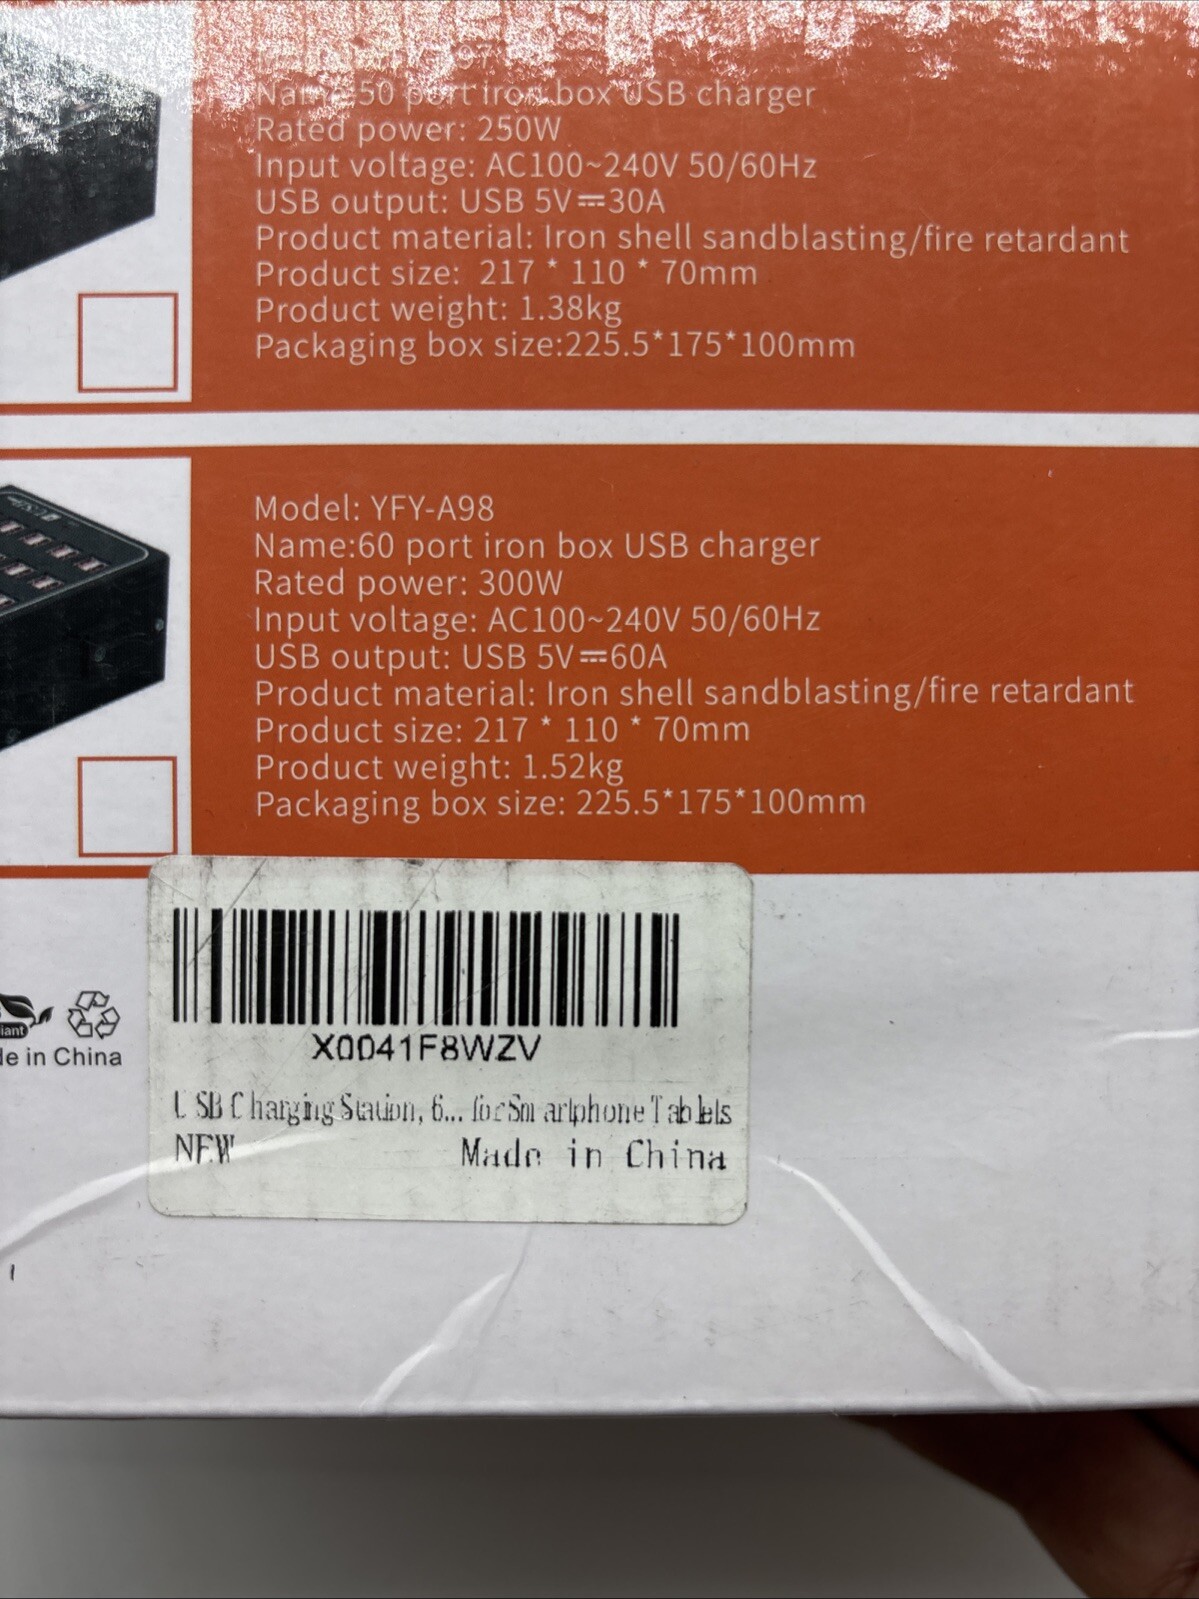 Name:50 port iron box USB charger
Rated power: 250W
Input voltage: AC100~240V 50/60Hz
USB output: USB 5V⎓30A
Product material: Iron shell sandblasting/fire retardant
Product size: 217 * 110 * 70mm
Product weight: 1.38kg
Packaging box size:225.5*175*100mm
Model: YFY-A98
Name:60 port iron box USB charger
Rated power: 300W
Input voltage: AC100~240V 50/60Hz
USB output: USB 5V⎓60A
Product material: Iron shell sandblasting/fire retardant
Product size: 217 * 110 * 70mm
Product weight: 1.52kg
Packaging box size: 225.5*175*100mm
in China
X0041F8WZV
USB Charging Station, 6... for Smartphone Tablets
NEW Made in China